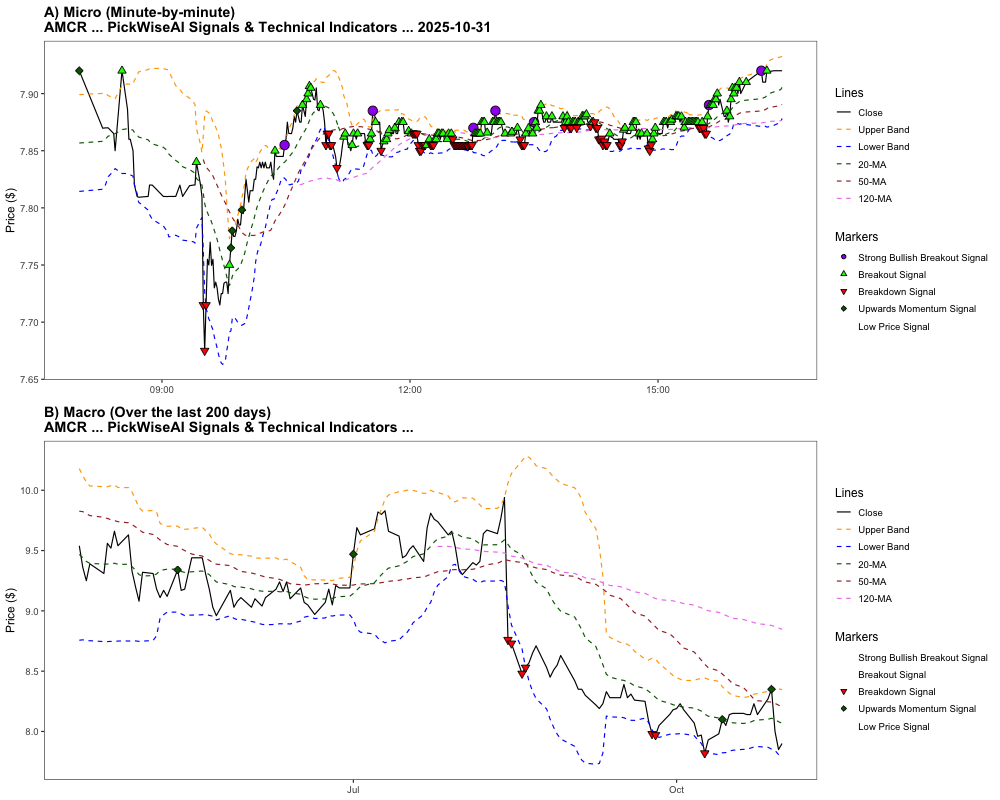 A) Micro (Minute-by-minute)
AMCR ... PickWiseAI Signals & Technical Indicators ... 2025-10-31
Price ($)
7.90
7.85
7.80
7.75
7.70
7.65
09:00
12:00
15:00
Lines
Close
Upper Band
Lower Band
20-MA
50-MA
120-MA
Markers
Strong Bullish Breakout Signal
Breakout Signal
Breakdown Signal
Upwards Momentum Signal
Low Price Signal
B) Macro (Over the last 200 days)
AMCR ... PickWiseAI Signals & Technical Indicators ...
Price ($)
10.0
9.5
9.0
8.5
8.0
Jul
Oct
Lines
Close
Upper Band
Lower Band
20-MA
50-MA
120-MA
Markers
Strong Bullish Breakout Signal
Breakout Signal
Breakdown Signal
Upwards Momentum Signal
Low Price Signal